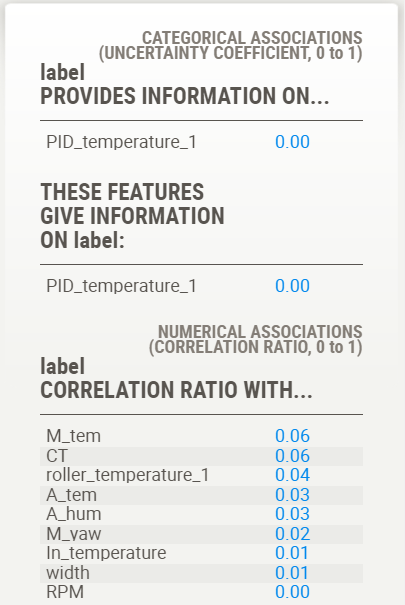 CATEGORICAL ASSOCIATIONS
(UNCERTAINTY COEFFICIENT, 0 to 1)
label
PROVIDES INFORMATION ON...
PID_temperature_1 0.00
THESE FEATURES
GIVE INFORMATION
ON label:
PID_temperature_1 0.00
NUMERICAL ASSOCIATIONS
(CORRELATION RATIO, 0 to 1)
label
CORRELATION RATIO WITH...
M_tem 0.06
CT 0.06
roller_temperature_1 0.04
A_tem 0.03
A_hum 0.03
M_yaw 0.02
In_temperature 0.01
width 0.01
RPM 0.00